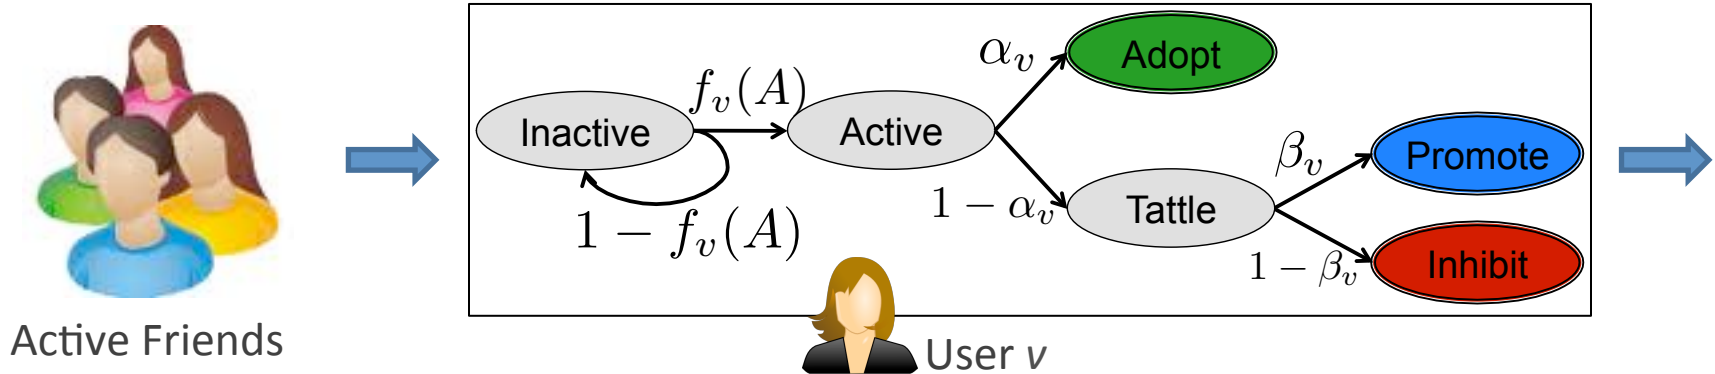 Active Friends
Inactive
f_v(A)
1 − f_v(A)
Active
α_v
1 − α_v
Adopt
Tattle
β_v
1 − β_v
Promote
Inhibit
User v